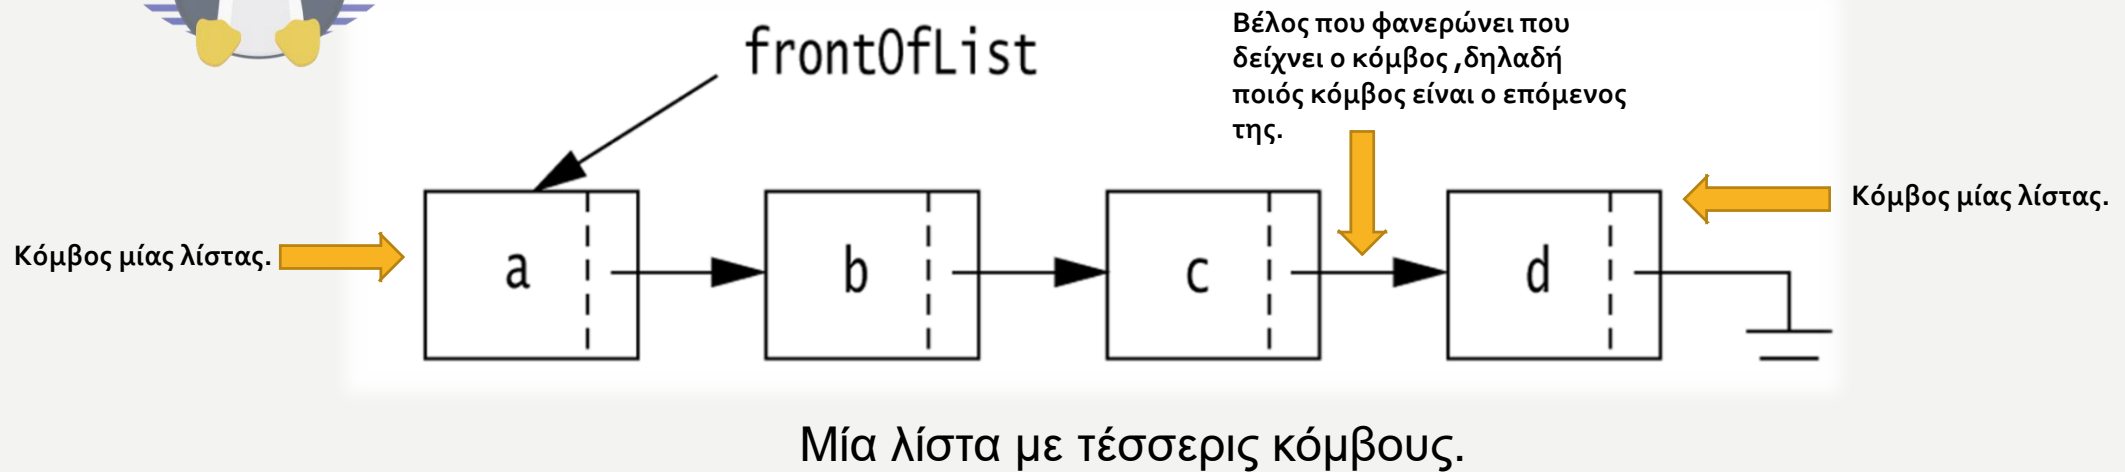 frontOfList
Βέλος που φανερώνει που
δείχνει ο κόμβος ,δηλαδή
ποιός κόμβος είναι ο επόμενος
της.
Κόμβος μίας λίστας.
Κόμβος μίας λίστας.
a
b
c
d
Μία λίστα με τέσσερις κόμβους.